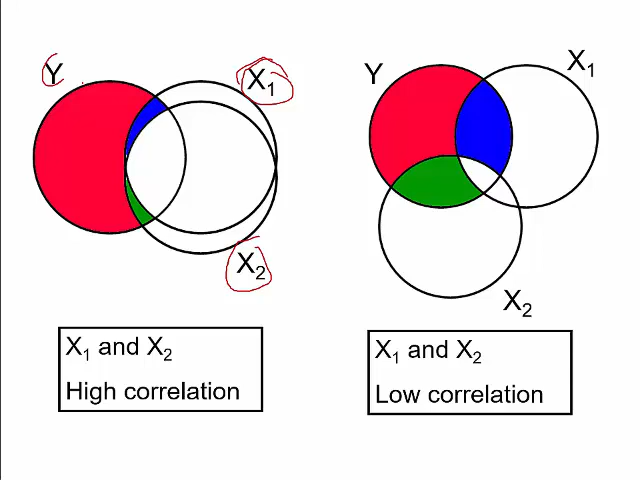 Y
X₁
X₂
X₁ and X₂
High correlation
Y
X₁
X₂
X₁ and X₂
Low correlation